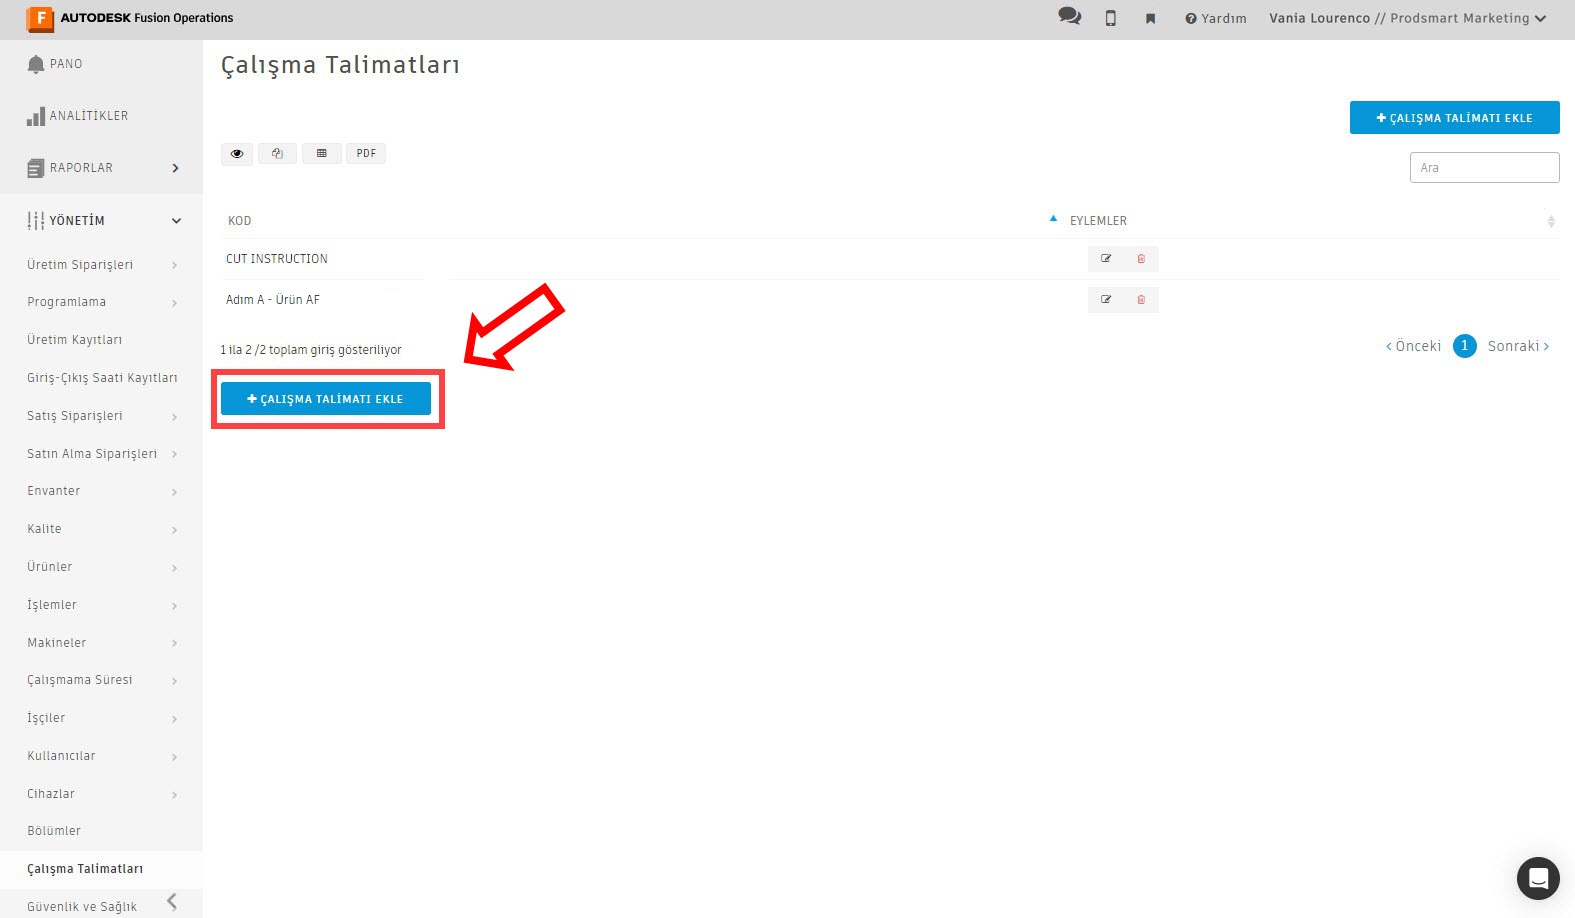 F AUTODESK Fusion Operations
Yardım
Vania Lourenco // Prodsmart Marketing
PANO
ANALİTİKLER
RAPORLAR
YÖNETİM
Üretim Siparişleri
Programlama
Üretim Kayıtları
Giriş-Çıkış Saati Kayıtları
Satış Siparişleri
Satın Alma Siparişleri
Envanter
Kalite
Ürünler
İşlemler
Makineler
Çalışmama Süresi
İşçiler
Kullanıcılar
Cihazlar
Bölümler
Çalışma Talimatları
Güvenlik ve Sağlık
Çalışma Talimatları
+ ÇALIŞMA TALİMATI EKLE
PDF
Ara
KOD EYLEMLER
CUT INSTRUCTION
Adım A - Ürün AF
1 ila 2 /2 toplam giriş gösteriliyor
< Önceki 1 Sonraki >
+ ÇALIŞMA TALİMATI EKLE